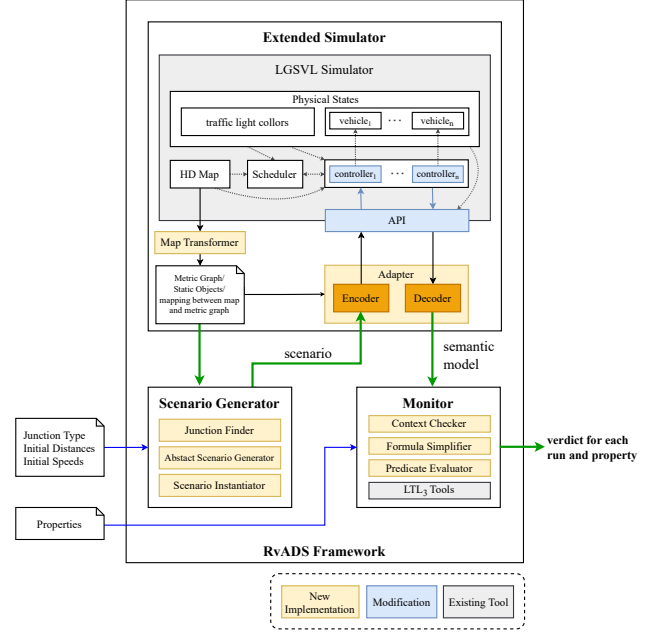 Extended Simulator
LGSVL Simulator
Physical States
traffic light collors
vehicle₁ ··· vehicleₙ
HD Map
Scheduler
controller₁ ··· controllerₙ
API
Map Transformer
Metric Graph/
Static Objects/
mapping between map
and metric graph
Adapter
Encoder
Decoder
scenario
semantic
model
Scenario Generator
Junction Finder
Abstact Scenario Generator
Scenario Instantiator
Monitor
Context Checker
Formula Simplifier
Predicate Evaluator
LTL₃ Tools
Junction Type
Initial Distances
Initial Speeds
Properties
verdict for each
run and property
RvADS Framework
New
Implementation
Modification
Existing Tool